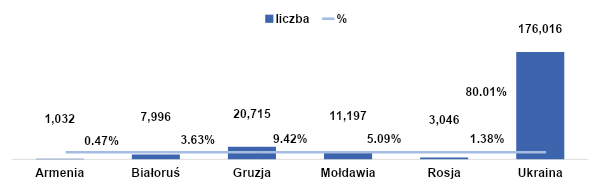 liczba %
176,016
1,032 7,996 20,715 11,197 3,046 80.01%
0.47% 3.63% 9.42% 5.09% 1.38%
Armenia Białoruś Gruzja Mołdawia Rosja Ukraina